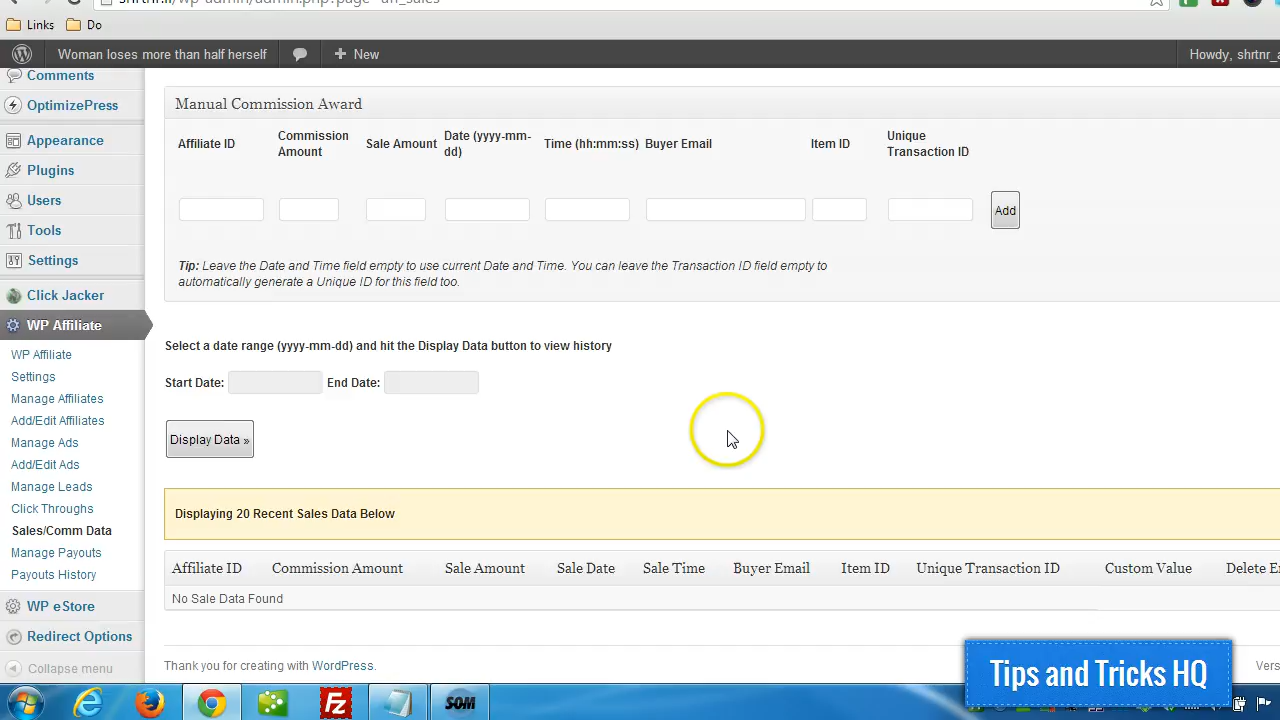 Links
Do
Woman loses more than half herself
New
Howdy, shrtnr_a
Comments
OptimizePress
Appearance
Plugins
Users
Tools
Settings
Click Jacker
WP Affiliate
WP Affiliate
Settings
Manage Affiliates
Add/Edit Affiliates
Manage Ads
Add/Edit Ads
Manage Leads
Click Throughs
Sales/Comm Data
Manage Payouts
Payouts History
WP eStore
Redirect Options
Collapse menu
Manual Commission Award
Affiliate ID
Commission
Amount
Sale Amount
Date (yyyy-mm-
dd)
Time (hh:mm:ss)
Buyer Email
Item ID
Unique
Transaction ID
Add
Tip: Leave the Date and Time field empty to use current Date and Time. You can leave the Transaction ID field empty to
automatically generate a Unique ID for this field too.
Select a date range (yyyy-mm-dd) and hit the Display Data button to view history
Start Date:
End Date:
Display Data »
Displaying 20 Recent Sales Data Below
Affiliate ID
Commission Amount
Sale Amount
Sale Date
Sale Time
Buyer Email
Item ID
Unique Transaction ID
Custom Value
Delete
No Sale Data Found
Thank you for creating with WordPress.
Vers
Tips and Tricks HQ
Fz
SOM